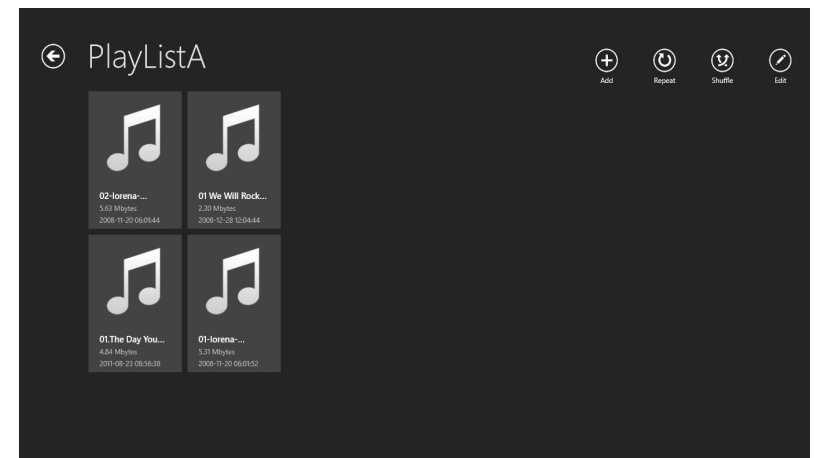 PlayListA
Add
Repeat
Shuffle
Edit
02-lorena-...
5.63 Mbytes
2008-11-20 06:01:44
01 We Will Rock...
2.30 Mbytes
2008-12-28 12:04:44
01.The Day You...
4.84 Mbytes
2011-08-23 08:56:38
01-lorena-...
5.31 Mbytes
2008-11-20 06:01:52